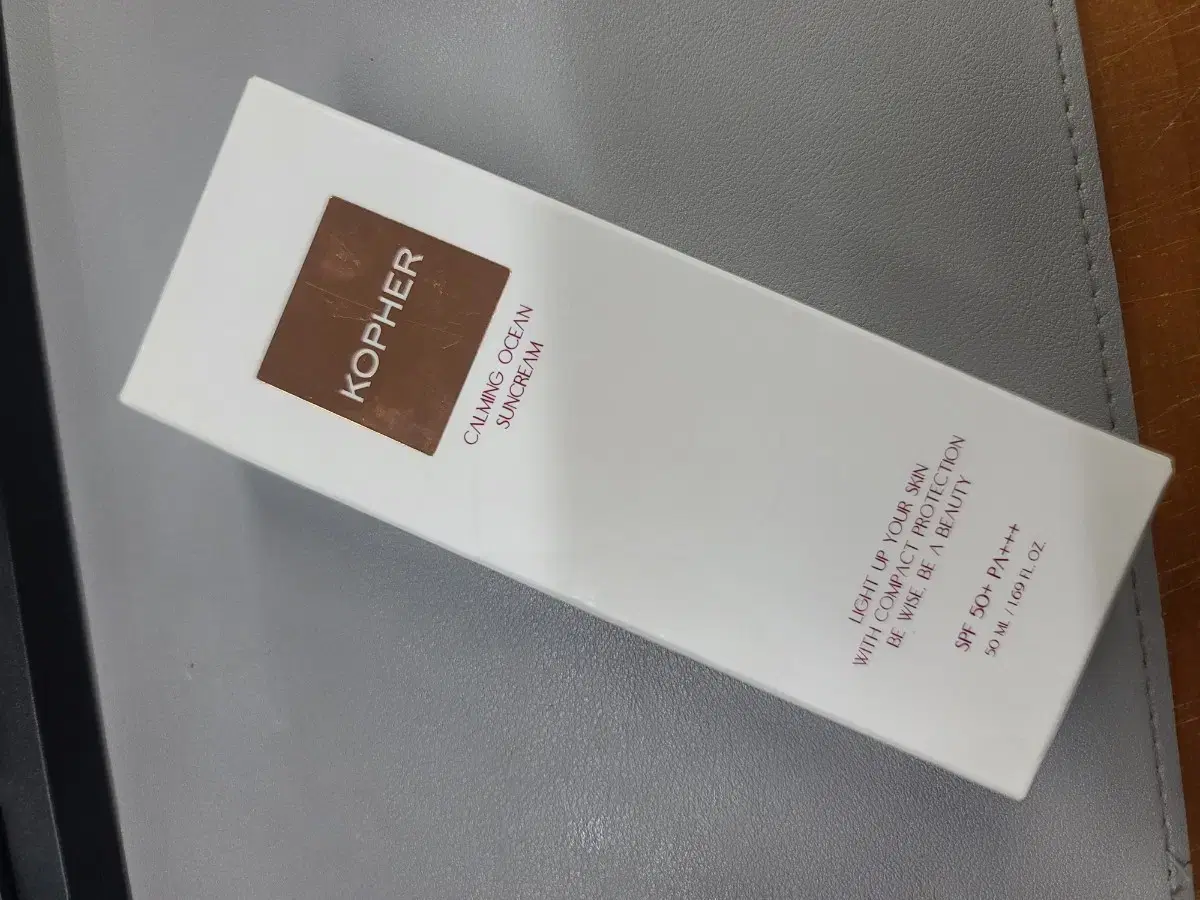 KOPHER
CALMING OCEAN
SUNCREAM
LIGHT UP YOUR SKIN
WITH COMPACT PROTECTION
BE WISE, BE A BEAUTY
SPF 50+ PA+++
50 ML / 1.69 FL. OZ.